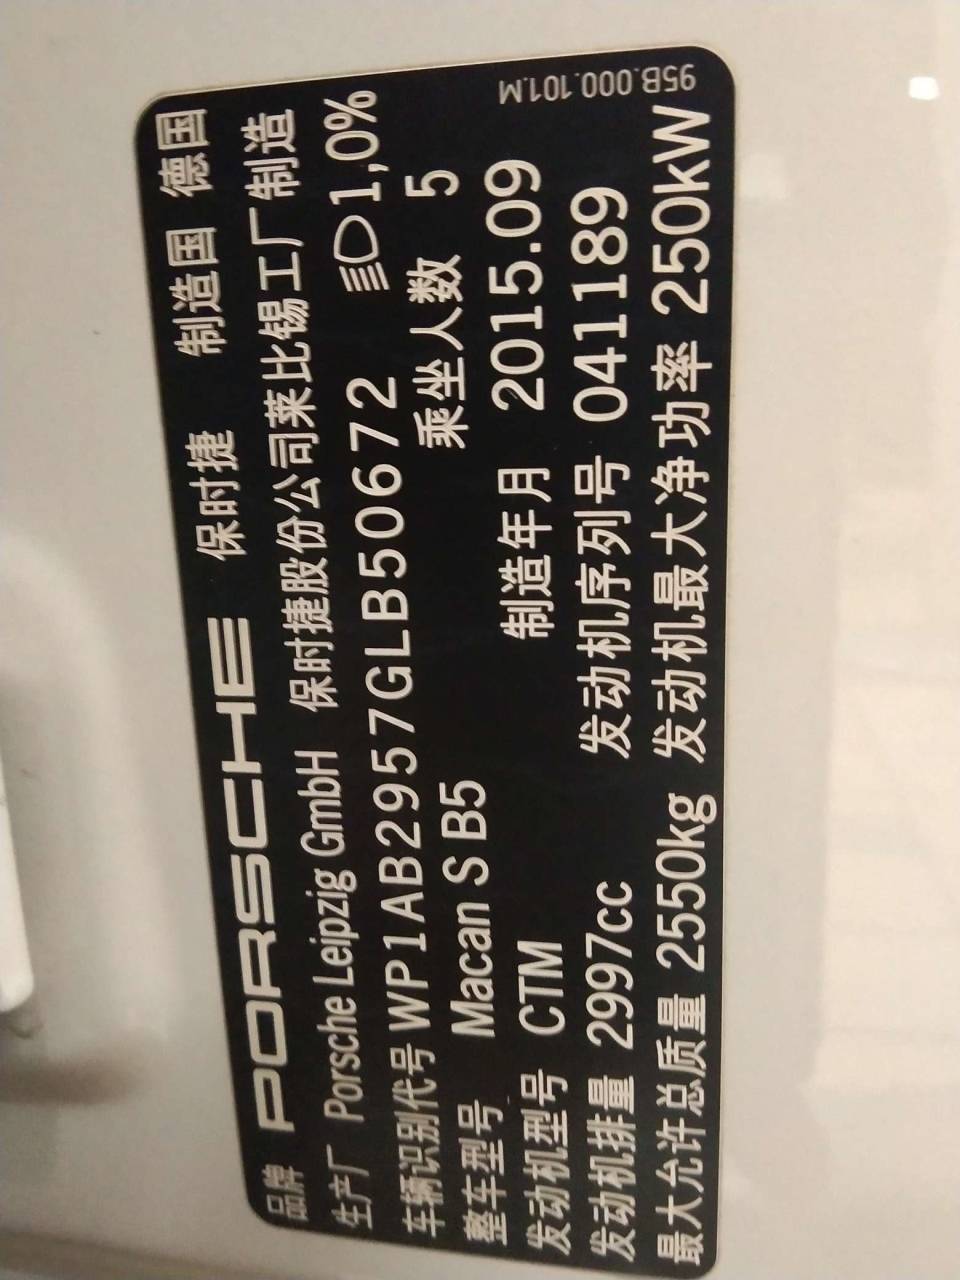 品牌 PORSCHE 保时捷 制造国 德国
生产厂 Porsche Leipzig GmbH 保时捷股份公司莱比锡工厂制造
车辆识别代号 WP1AB2957GLB50672 1,0%
整车型号 Macan S B5 乘坐人数 5
发动机型号 CTM 制造年月 2015.09
发动机排量 2997cc 发动机序列号 041189
最大允许总质量 2550kg 发动机最大净功率 250kW
95B.000.101.M